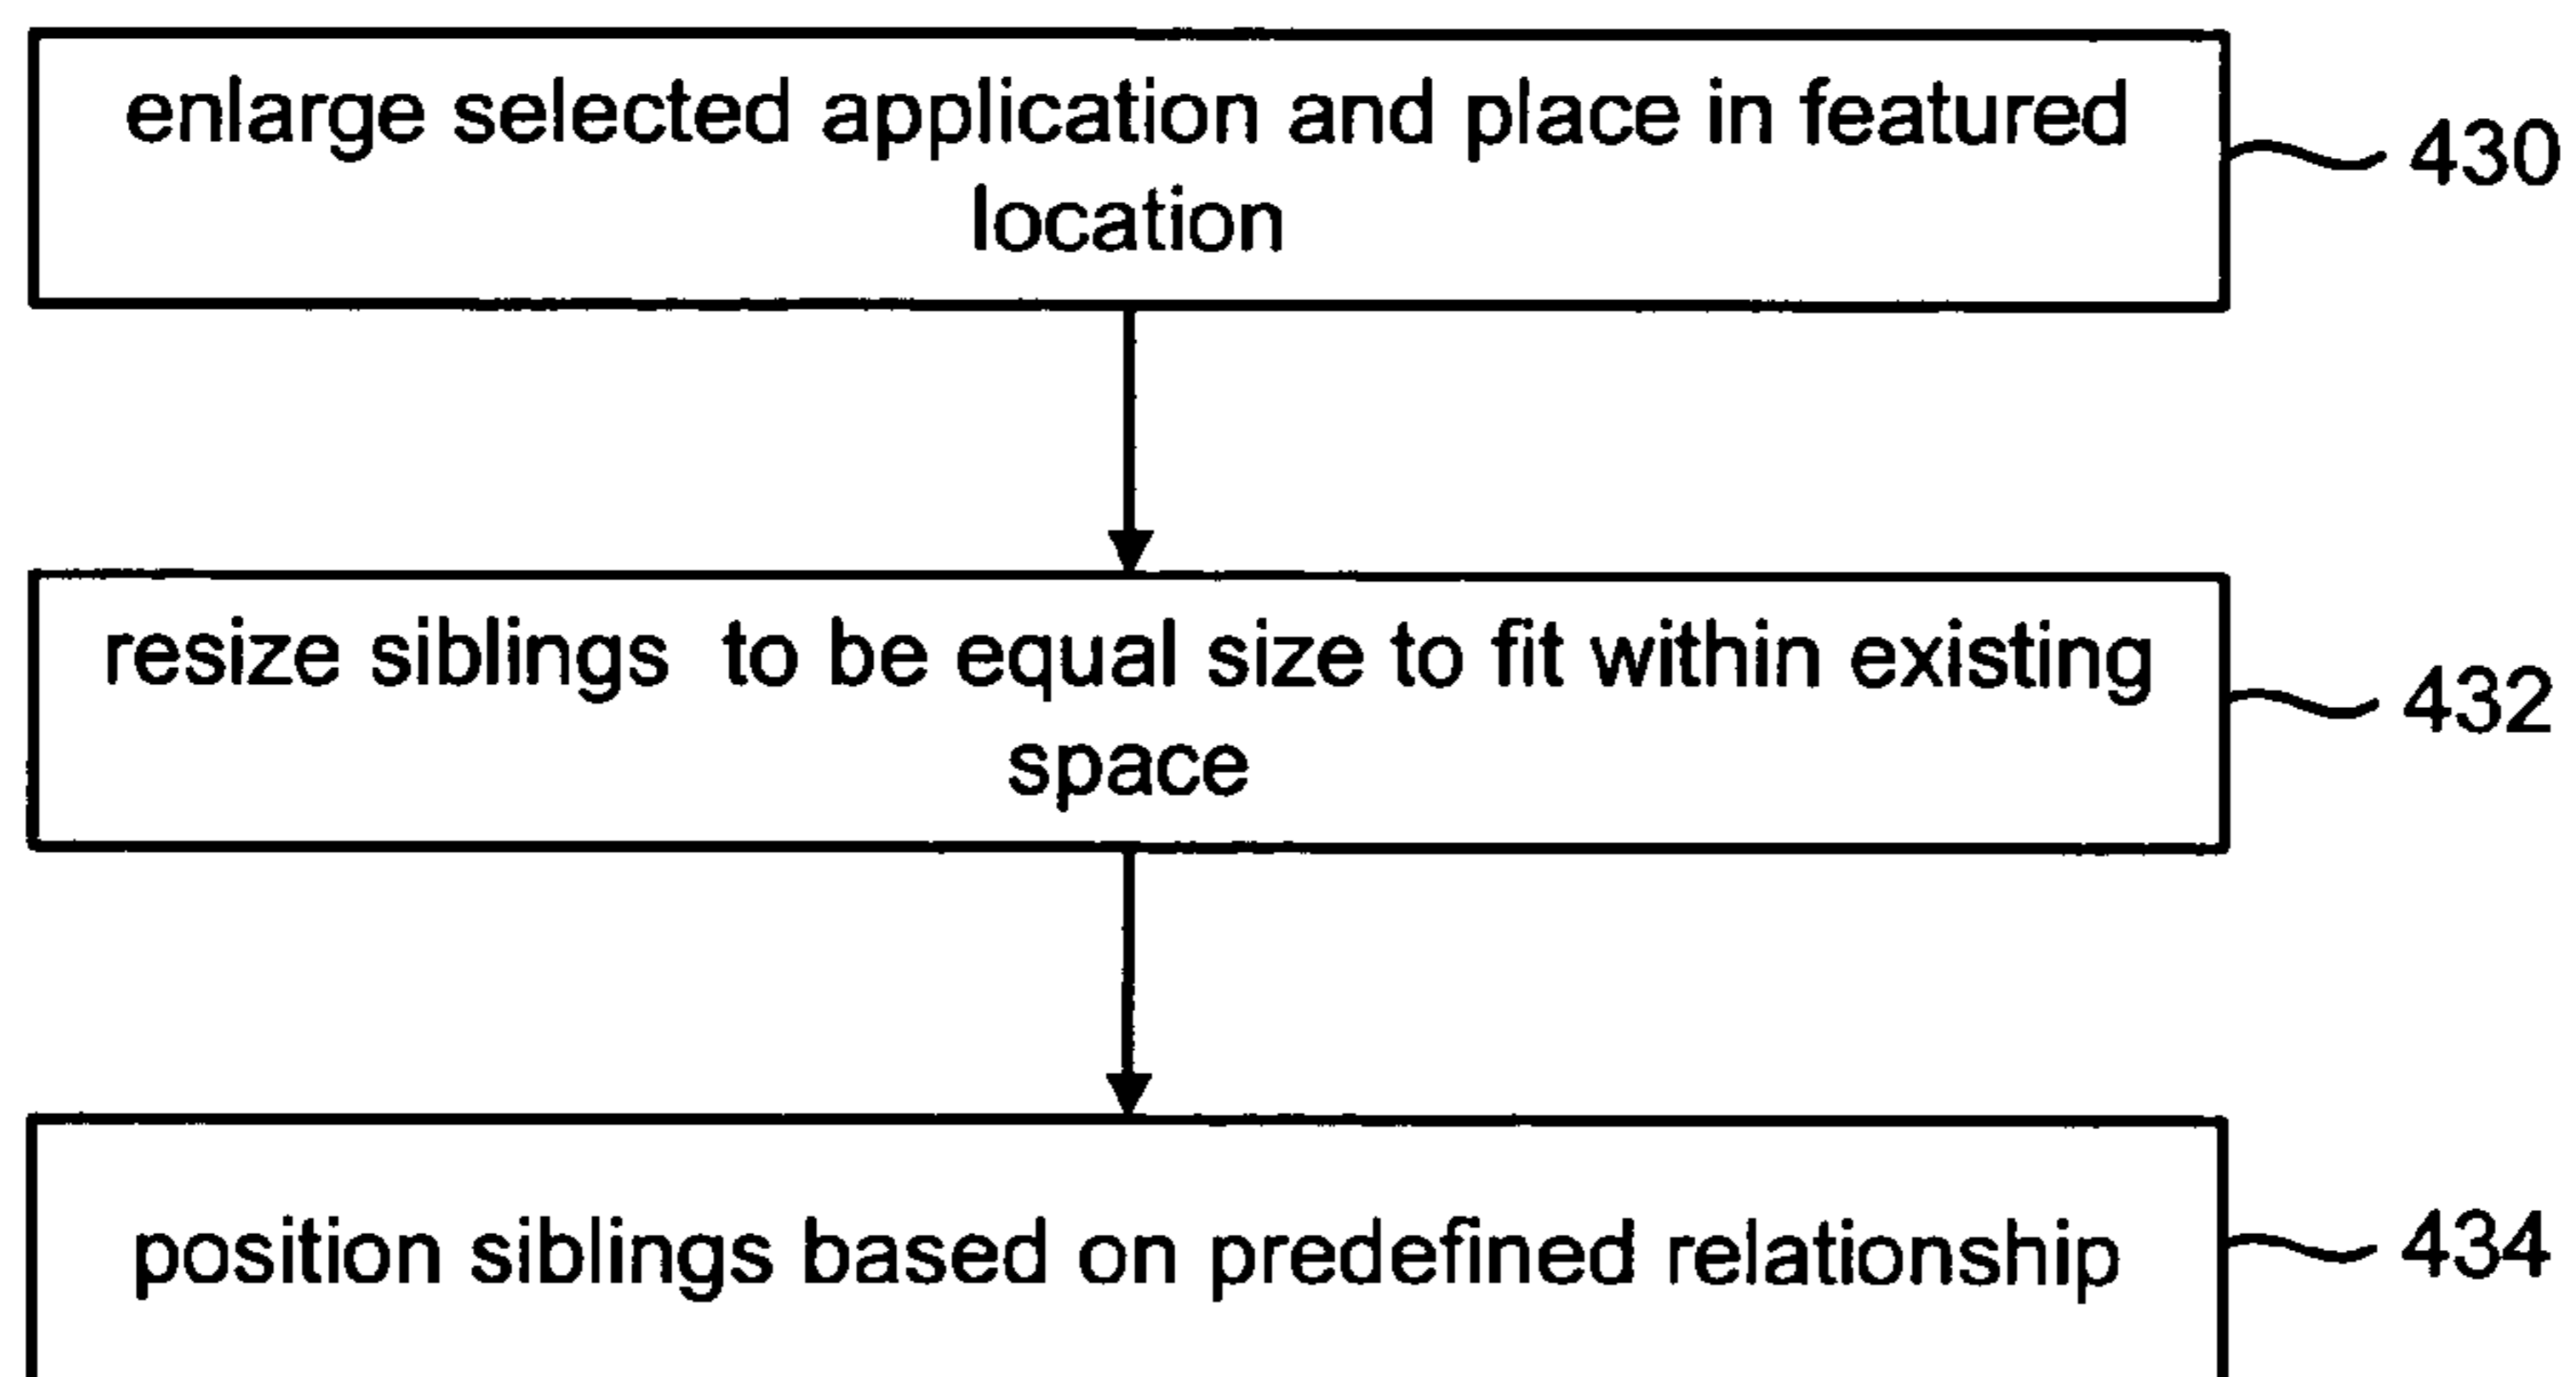 enlarge selected application and place in featured
location
430
resize siblings to be equal size to fit within existing
space
432
position siblings based on predefined relationship
434